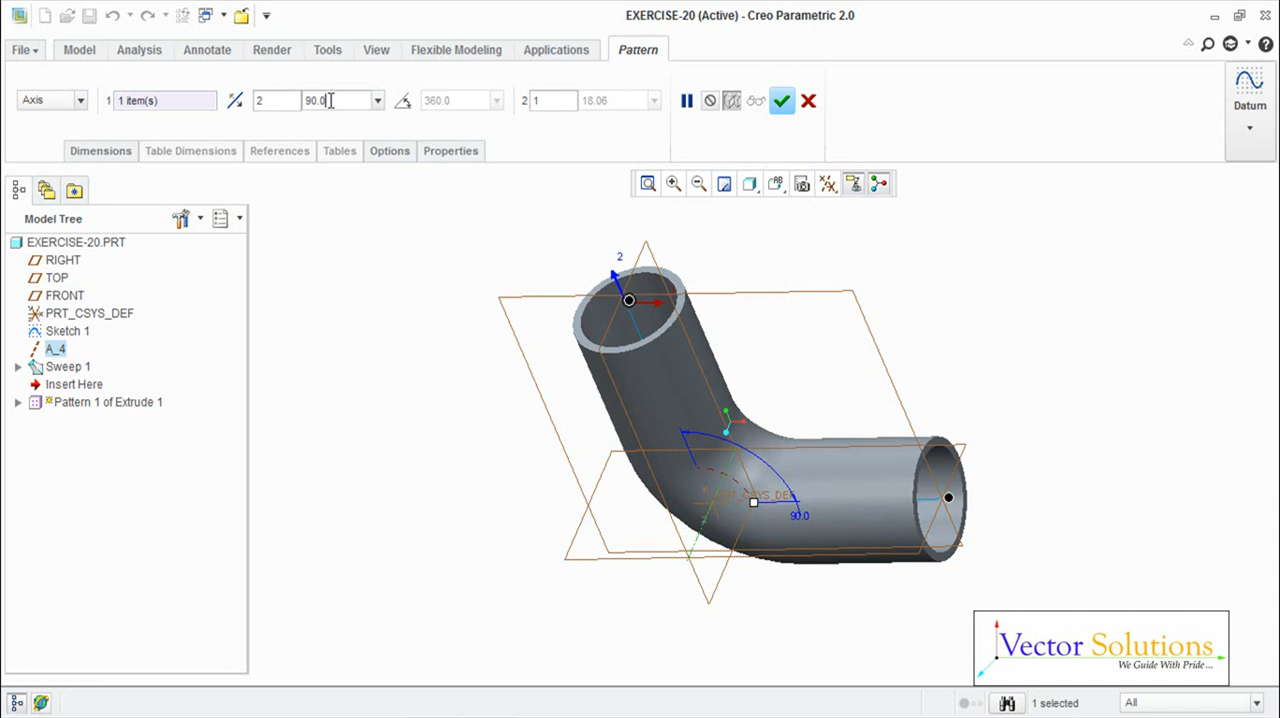 EXERCISE-20 (Active) - Creo Parametric 2.0
File Model Analysis Annotate Render Tools View Flexible Modeling Applications Pattern
Axis 1 1 item(s) 2 90.0 360.0 2 1 18.06
Datum
Dimensions Table Dimensions References Tables Options Properties
Model Tree
EXERCISE-20.PRT
RIGHT
TOP
FRONT
PRT_CSYS_DEF
Sketch 1
A_4
Sweep 1
Insert Here
Pattern 1 of Extrude 1
2
PRT_CSYS_DEF
90.0
Vector Solutions
We Guide With Pride...
1 selected All